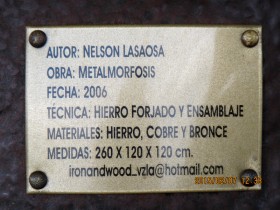 AUTOR: NELSON LASAOSA
OBRA: METALMORFOSIS
FECHA: 2006
TÉCNICA: HIERRO FORJADO Y ENSAMBLAJE
MATERIALES: HIERRO, COBRE Y BRONCE
MEDIDAS: 260 X 120 X 120 cm.
ironandwood_vzla@hotmail.com